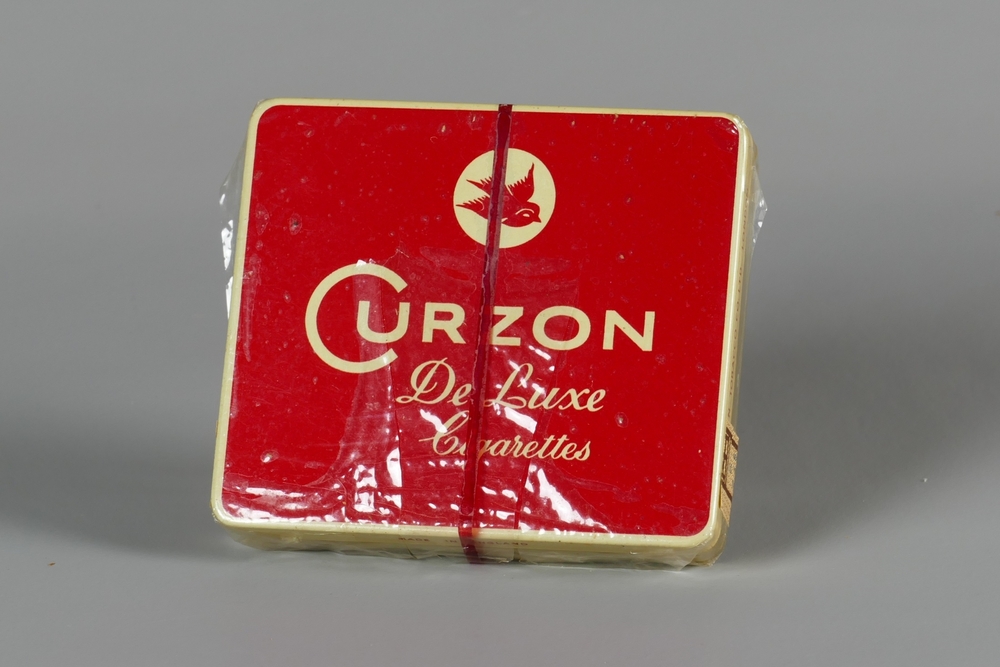 CURZON
De Luxe
Cigarettes